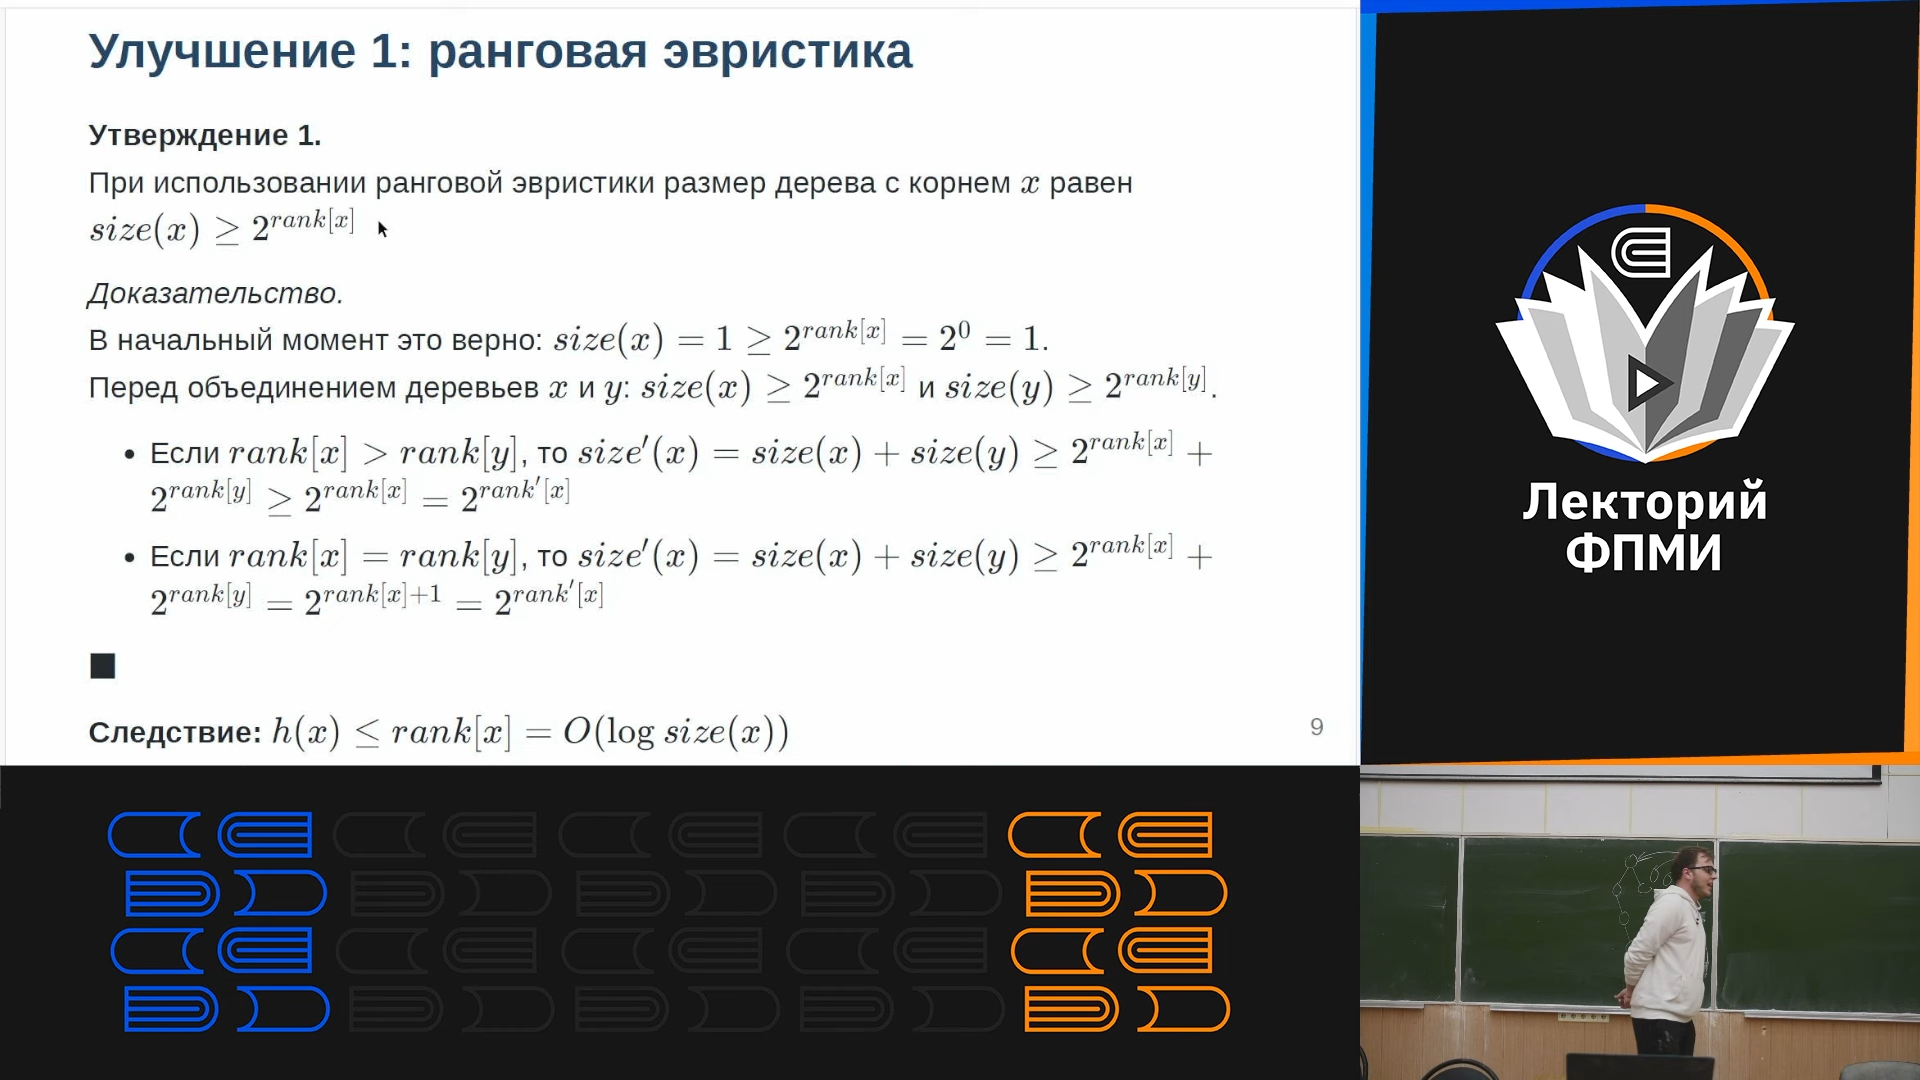 Улучшение 1: ранговая эвристика
Утверждение 1.
При использовании ранговой эвристики размер дерева с корнем x равен
size(x) ≥ 2^{rank[x]}
Доказательство.
В начальный момент это верно: size(x) = 1 ≥ 2^{rank[x]} = 2^0 = 1.
Перед объединением деревьев x и y: size(x) ≥ 2^{rank[x]} и size(y) ≥ 2^{rank[y]}.
• Если rank[x] > rank[y], то size′(x) = size(x) + size(y) ≥ 2^{rank[x]} +
2^{rank[y]} ≥ 2^{rank[x]} = 2^{rank′[x]}
• Если rank[x] = rank[y], то size′(x) = size(x) + size(y) ≥ 2^{rank[x]} +
2^{rank[y]} = 2^{rank[x]+1} = 2^{rank′[x]}
■
Следствие: h(x) ≤ rank[x] = O(log size(x))
9
Лекторий
ФПМИ